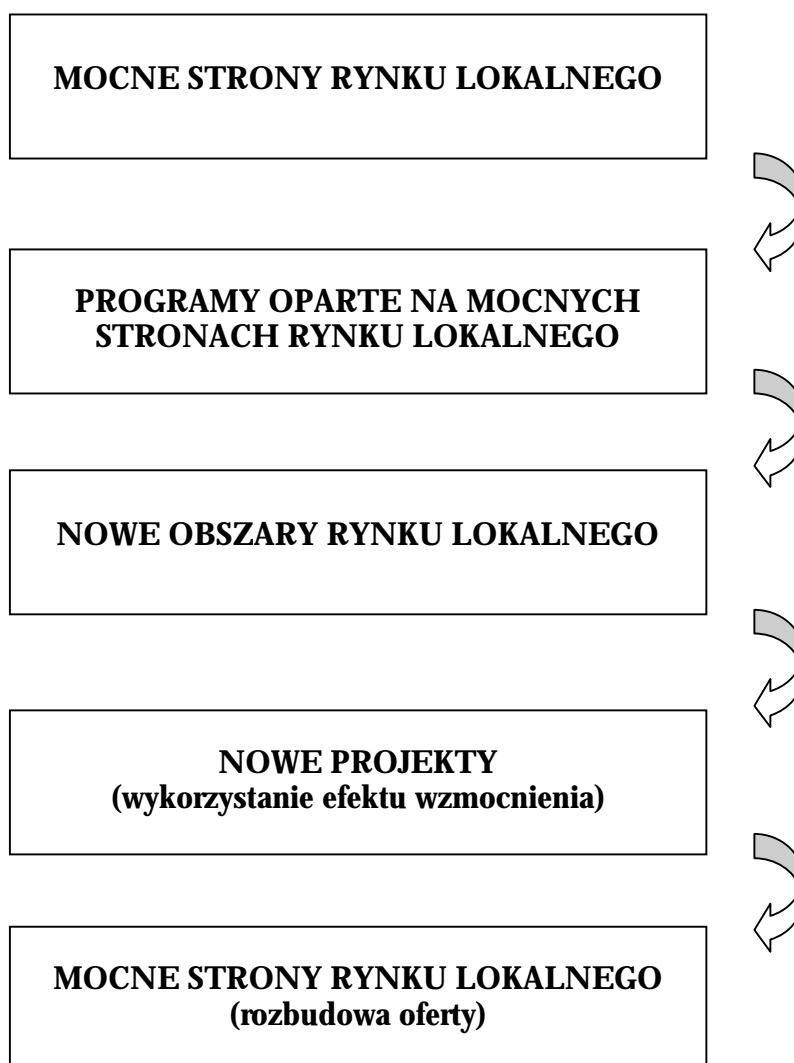 MOCNE STRONY RYNKU LOKALNEGO
PROGRAMY OPARTE NA MOCNYCH
STRONACH RYNKU LOKALNEGO
NOWE OBSZARY RYNKU LOKALNEGO
NOWE PROJEKTY
(wykorzystanie efektu wzmocnienia)
MOCNE STRONY RYNKU LOKALNEGO
(rozbudowa oferty)